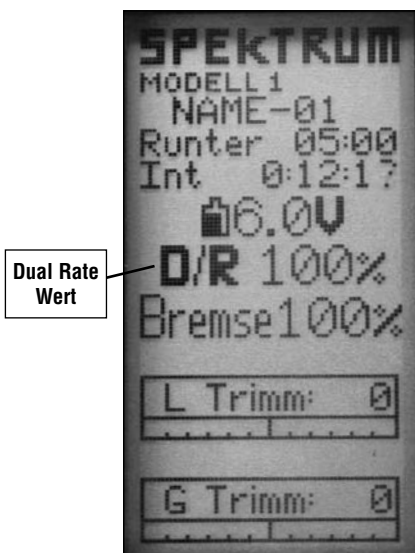 SPEKTRUM
MODELL1
NAME-01
Runter 05:00
Int 0:12:17
6.0V
Dual Rate
Wert
D/R 100%
Bremse100%
L Trimm: 0
G Trimm: 0